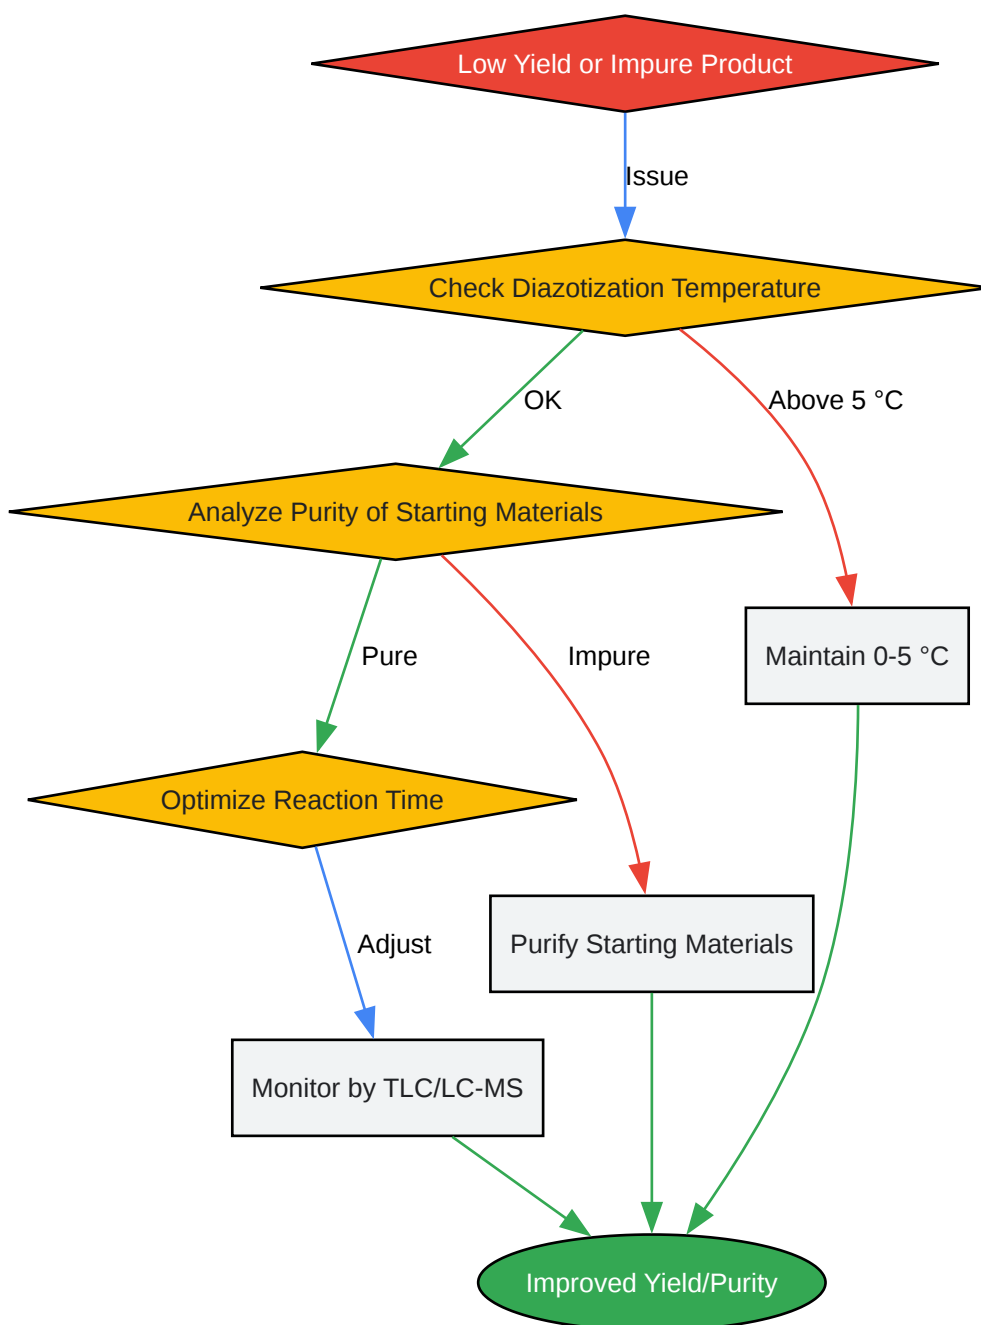 Low Yield or Impure Product
Issue
Check Diazotization Temperature
OK
Above 5 °C
Analyze Purity of Starting Materials
Pure
Impure
Maintain 0-5 °C
Optimize Reaction Time
Adjust
Purify Starting Materials
Monitor by TLC/LC-MS
Improved Yield/Purity